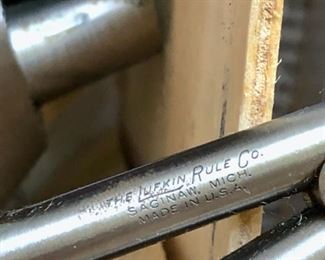 THE LUFKIN RULE CO.
SAGINAW, MICH.
MADE IN U.S.A.